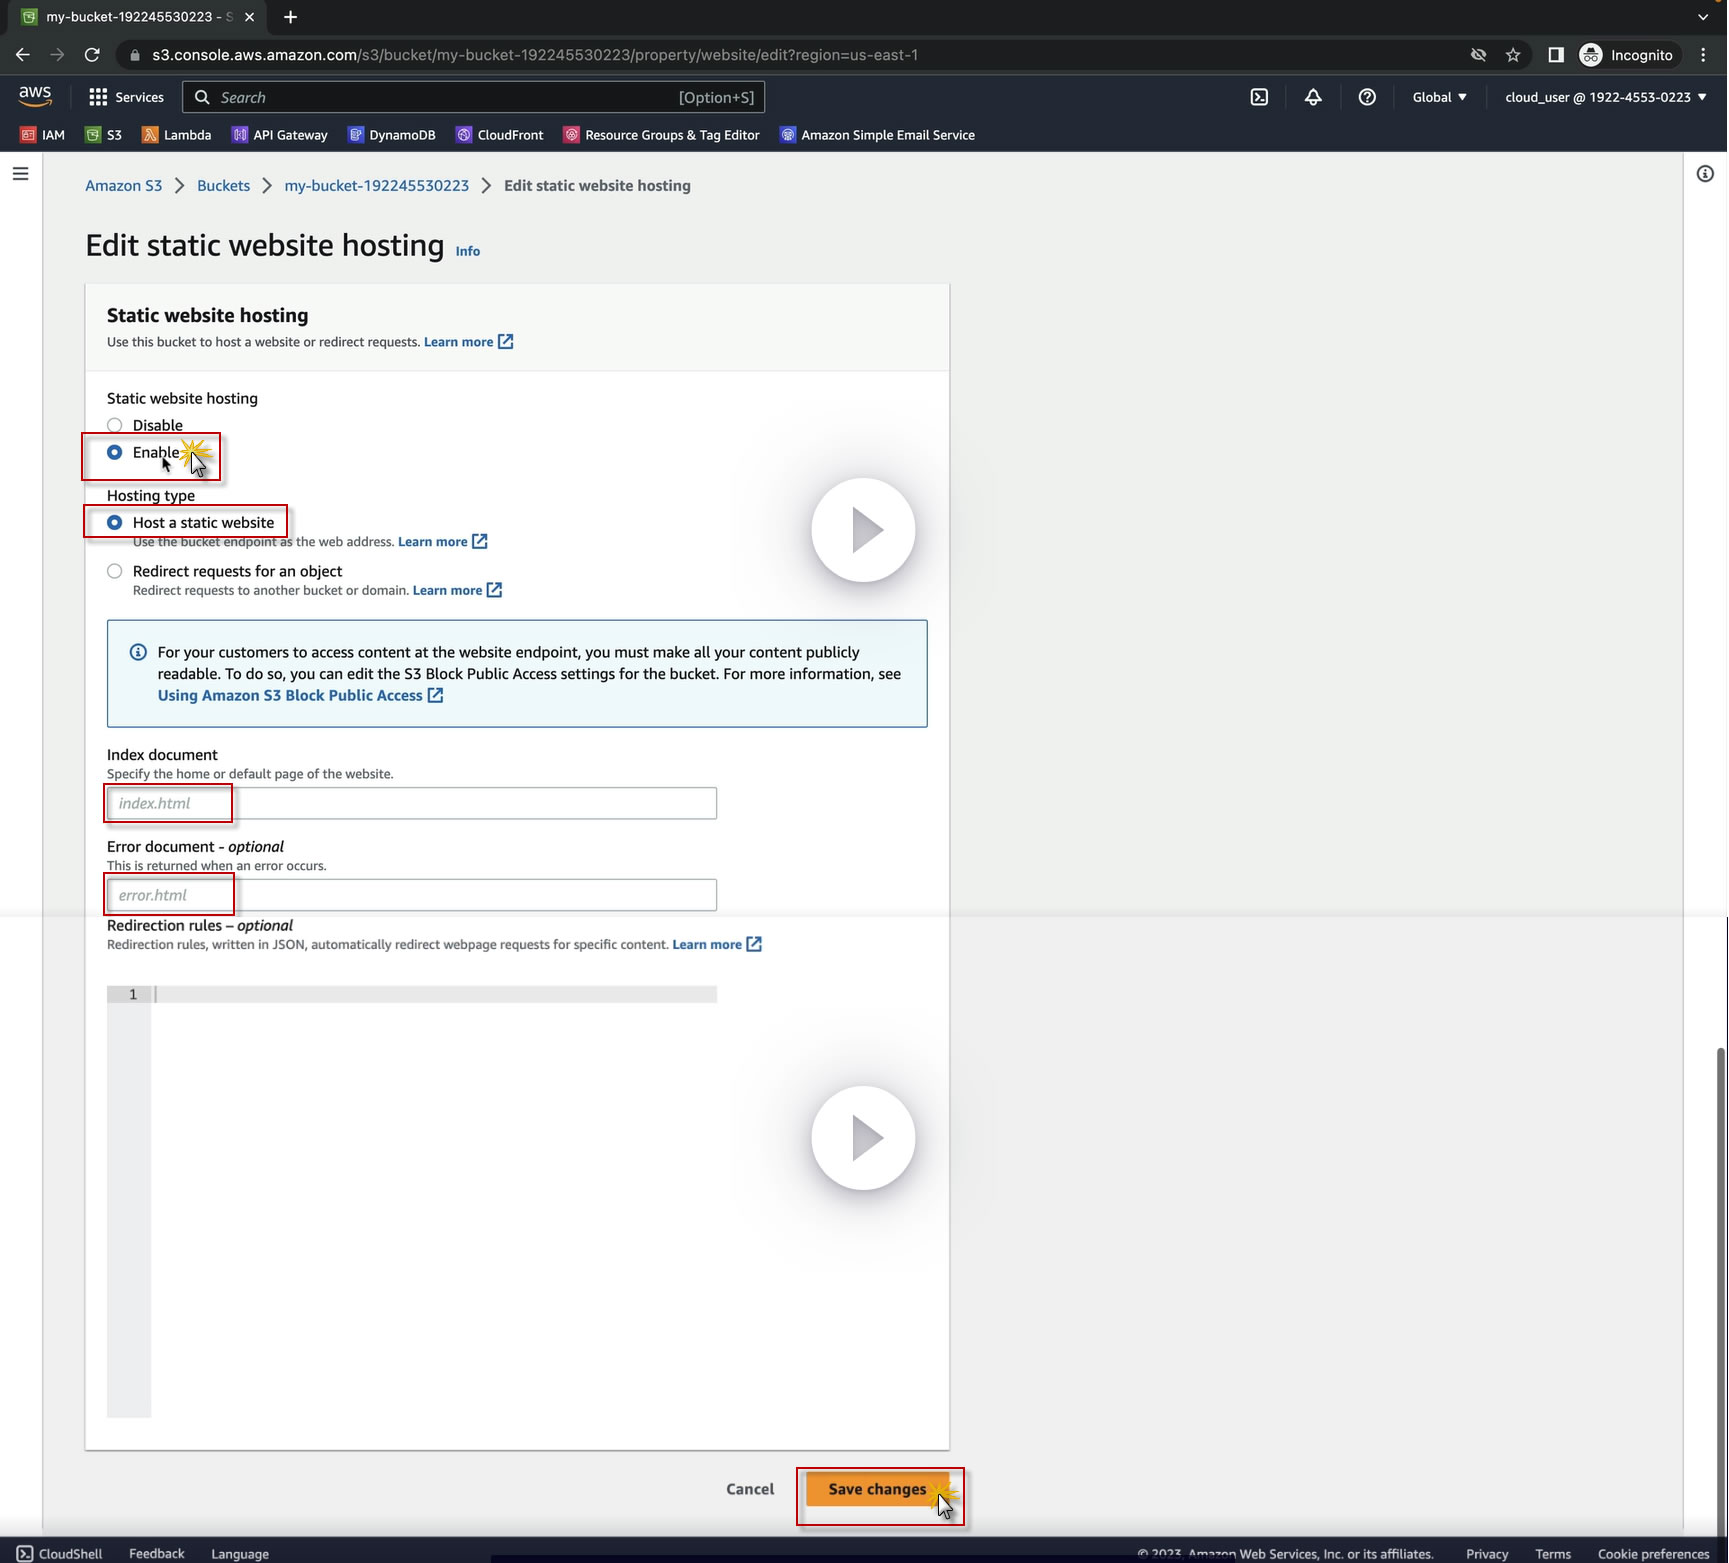 my-bucket-192245530223 - S
s3.console.aws.amazon.com/s3/bucket/my-bucket-192245530223/property/website/edit?region=us-east-1
Incognito
aws
Services
Search
[Option+S]
Global
cloud_user @ 1922-4553-0223
IAM
S3
Lambda
API Gateway
DynamoDB
CloudFront
Resource Groups & Tag Editor
Amazon Simple Email Service
Amazon S3
Buckets
my-bucket-192245530223
Edit static website hosting
Edit static website hosting Info
Static website hosting
Use this bucket to host a website or redirect requests. Learn more
Static website hosting
Disable
Enable
Hosting type
Host a static website
Use the bucket endpoint as the web address. Learn more
Redirect requests for an object
Redirect requests to another bucket or domain. Learn more
For your customers to access content at the website endpoint, you must make all your content publicly
readable. To do so, you can edit the S3 Block Public Access settings for the bucket. For more information, see
Using Amazon S3 Block Public Access
Index document
Specify the home or default page of the website.
index.html
Error document - optional
This is returned when an error occurs.
error.html
Redirection rules – optional
Redirection rules, written in JSON, automatically redirect webpage requests for specific content. Learn more
1
Cancel
Save changes
CloudShell
Feedback
Language
© 2023, Amazon Web Services, Inc. or its affiliates.
Privacy
Terms
Cookie preferences